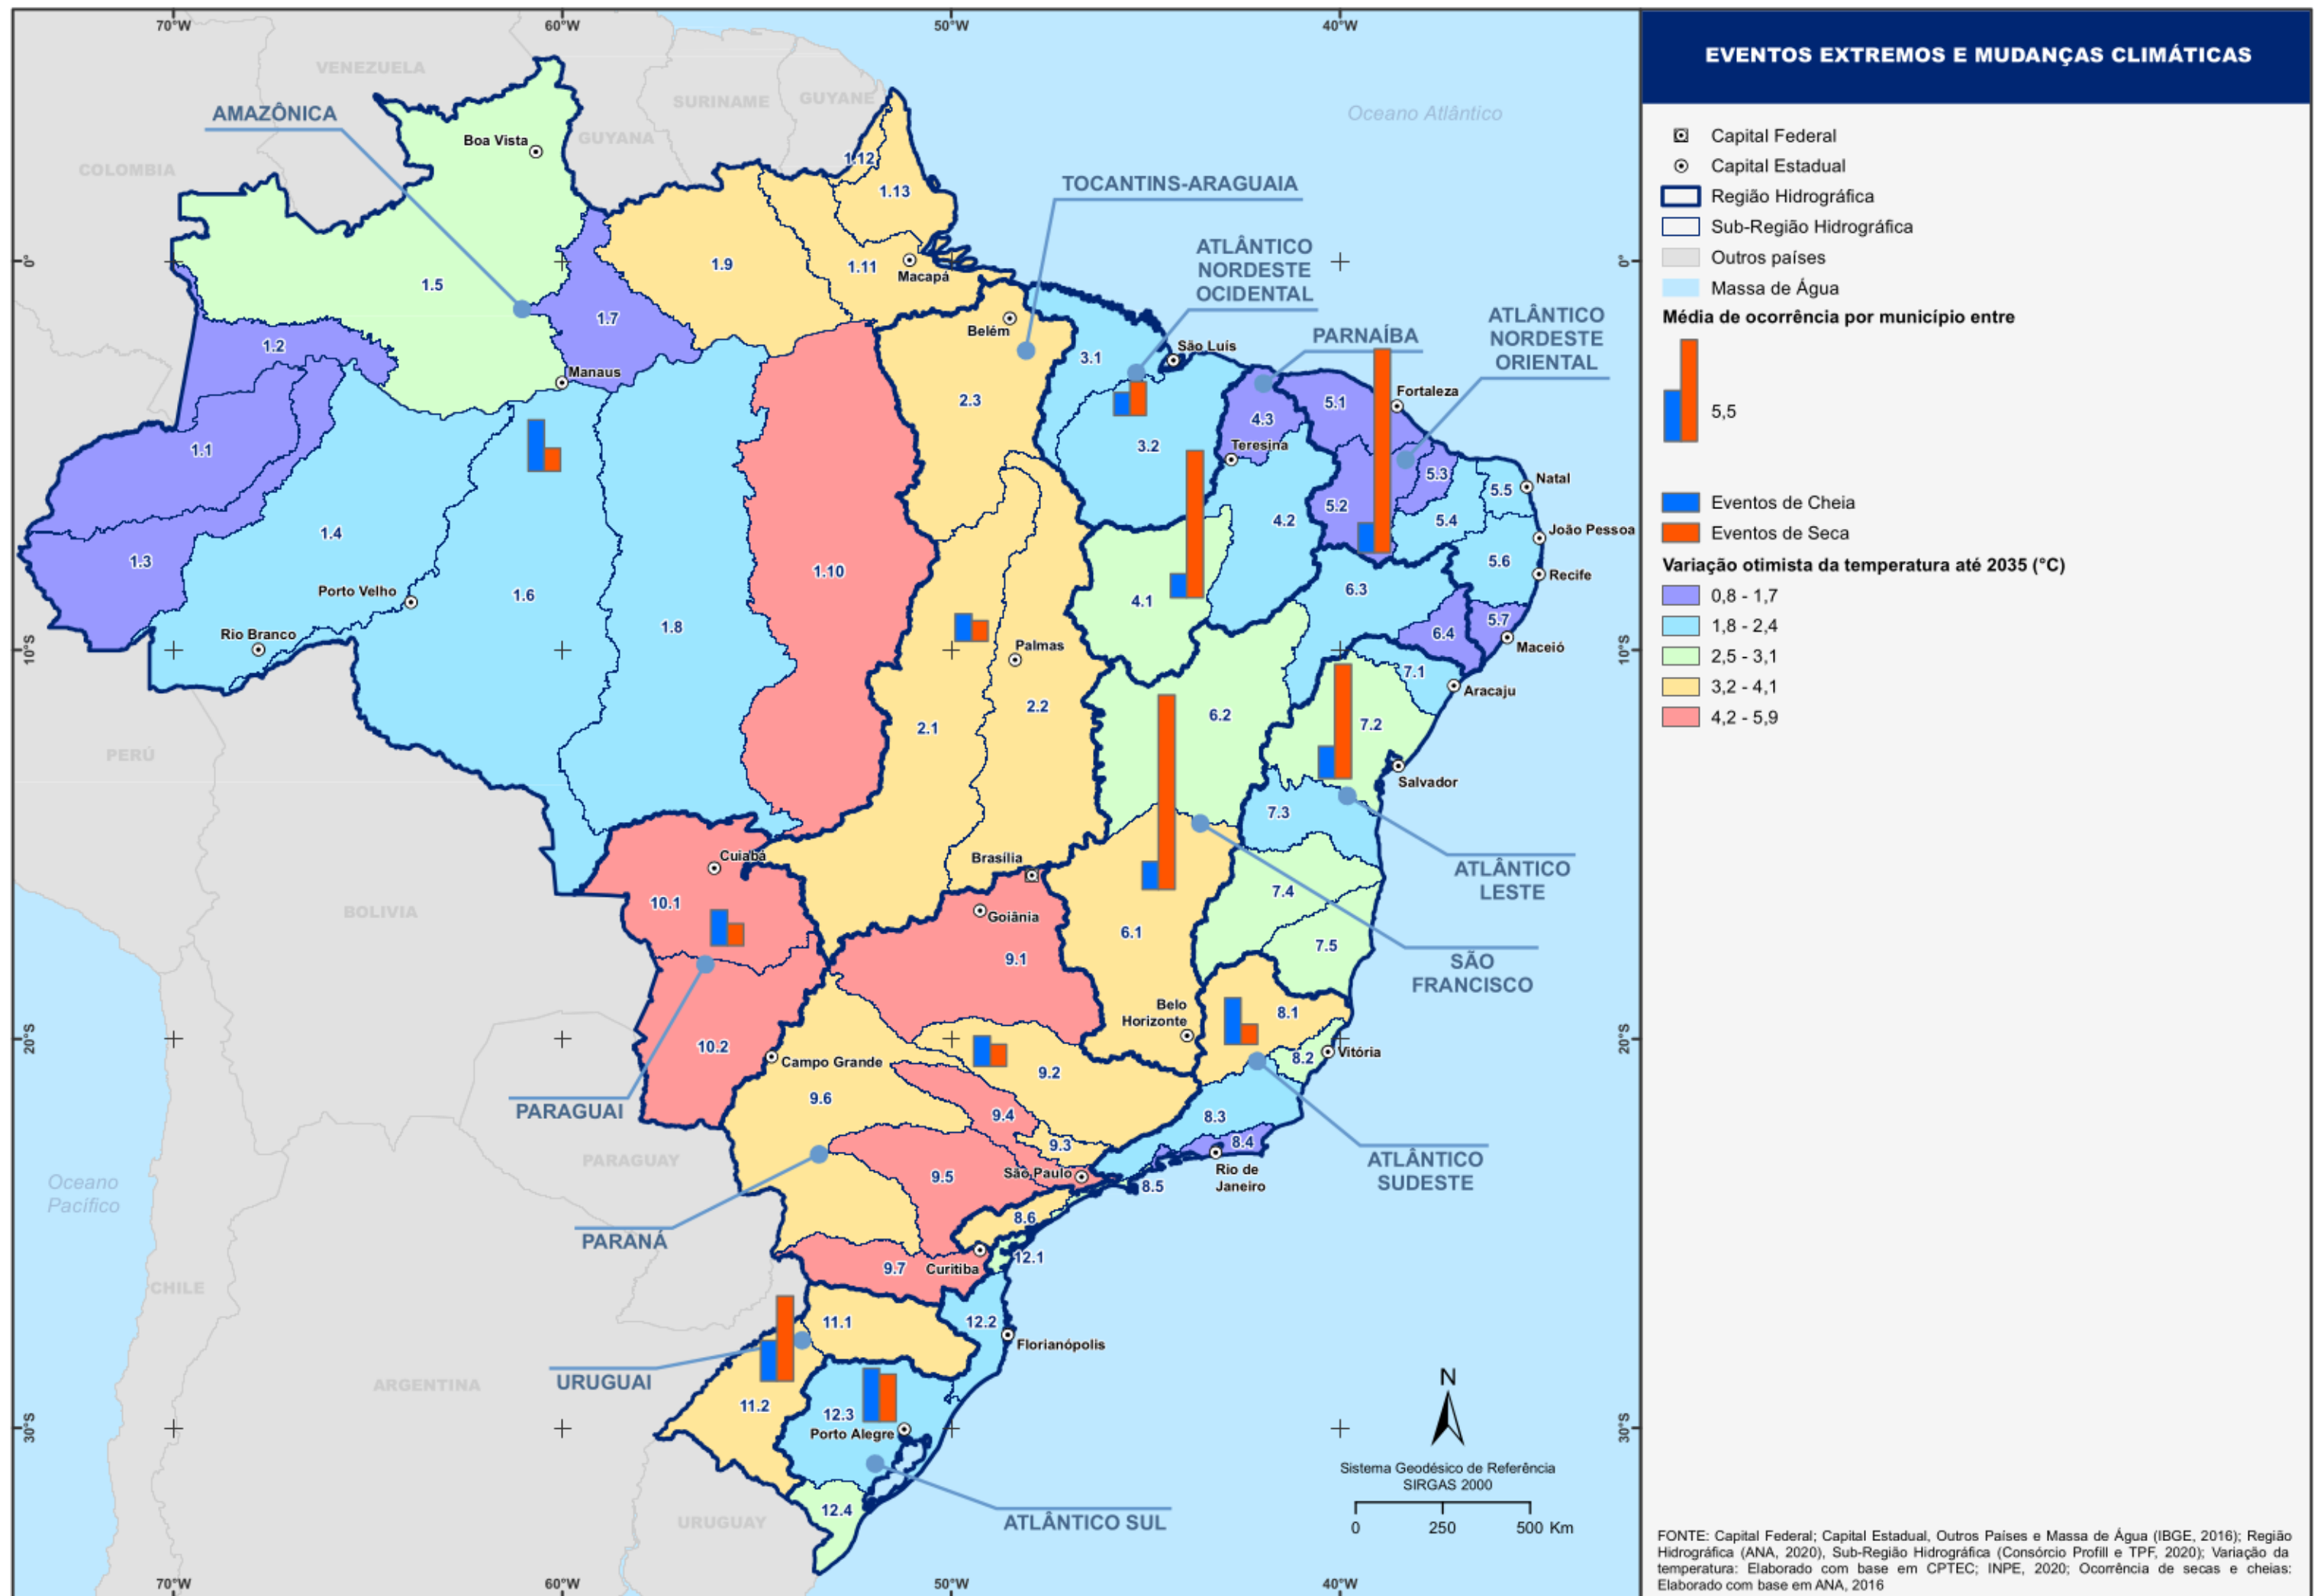 70°W
60°W
50°W
40°W
EVENTOS EXTREMOS E MUDANÇAS CLIMÁTICAS
Capital Federal
Capital Estadual
Região Hidrográfica
Sub-Região Hidrográfica
Outros países
Massa de Água
Média de ocorrência por município entre
5,5
Eventos de Cheia
Eventos de Seca
Variação otimista da temperatura até 2035 (°C)
0,8 - 1,7
1,8 - 2,4
2,5 - 3,1
3,2 - 4,1
4,2 - 5,9
VENEZUELA
SURINAME
GUYANE
GUYANA
COLOMBIA
Oceano Atlântico
AMAZÔNICA
Boa Vista
1.12
1.13
TOCANTINS-ARAGUAIA
ATLÂNTICO
NORDESTE
OCIDENTAL
0°
0°
1.5
1.7
1.9
1.11
Macapá
Belém
PARNAÍBA
ATLÂNTICO
NORDESTE
ORIENTAL
1.2
Manaus
3.1
São Luís
2.3
Fortaleza
5.1
4.3
1.1
3.2
Teresina
5.3
5.5
Natal
5.2
5.4
1.4
4.2
João Pessoa
1.3
1.10
5.6
Recife
Porto Velho
1.6
4.1
6.3
Rio Branco
1.8
5.7
6.4
Maceió
10°S
10°S
Palmas
7.1
Aracaju
2.1
2.2
6.2
7.2
PERÚ
Salvador
7.3
Cuiabá
Brasília
ATLÂNTICO
LESTE
BOLIVIA
10.1
Goiânia
7.4
6.1
9.1
7.5
SÃO
FRANCISCO
Belo
Horizonte
8.1
20°S
20°S
10.2
Campo Grande
8.2
Vitória
9.2
9.6
PARAGUAI
9.4
8.3
9.3
8.4
PARAGUAY
São Paulo
9.5
Rio de
Janeiro
8.5
ATLÂNTICO
SUDESTE
Oceano
Pacífico
8.6
PARANÁ
12.1
9.7
Curitiba
CHILE
11.1
12.2
Florianópolis
URUGUAI
ARGENTINA
11.2
12.3
Porto Alegre
30°S
30°S
N
Sistema Geodésico de Referência
SIRGAS 2000
0 250 500 Km
12.4
URUGUAY
ATLÂNTICO SUL
FONTE: Capital Federal; Capital Estadual, Outros Países e Massa de Água (IBGE, 2016); Região
Hidrográfica (ANA, 2020), Sub-Região Hidrográfica (Consórcio Profill e TPF, 2020); Variação da
temperatura: Elaborado com base em CPTEC; INPE, 2020; Ocorrência de secas e cheias:
Elaborado com base em ANA, 2016
70°W
60°W
50°W
40°W